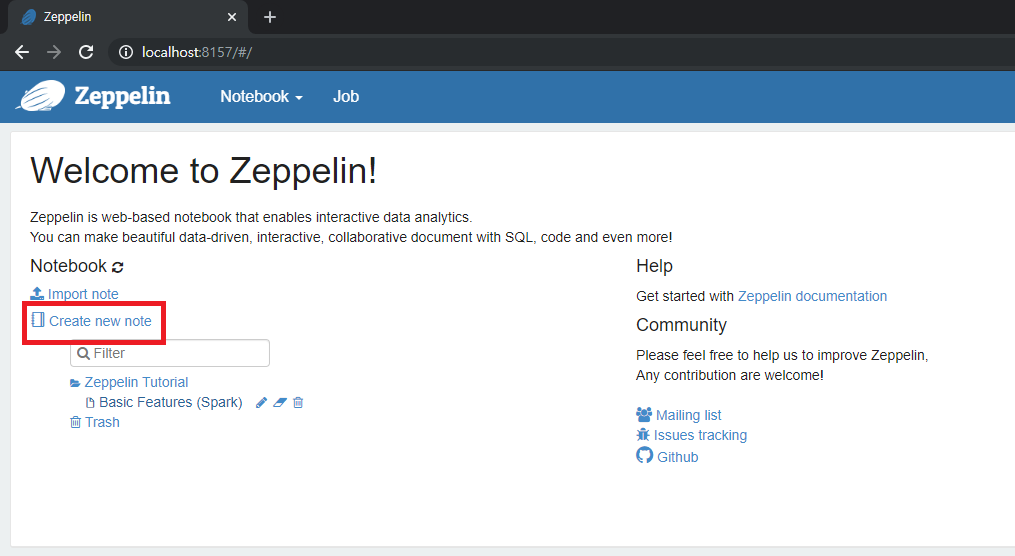 Zeppelin
localhost:8157/#/
Zeppelin Notebook Job
Welcome to Zeppelin!
Zeppelin is web-based notebook that enables interactive data analytics.
You can make beautiful data-driven, interactive, collaborative document with SQL, code and even more!
Notebook
Import note
Create new note
Filter
Zeppelin Tutorial
Basic Features (Spark)
Trash
Help
Get started with Zeppelin documentation
Community
Please feel free to help us to improve Zeppelin,
Any contribution are welcome!
Mailing list
Issues tracking
Github